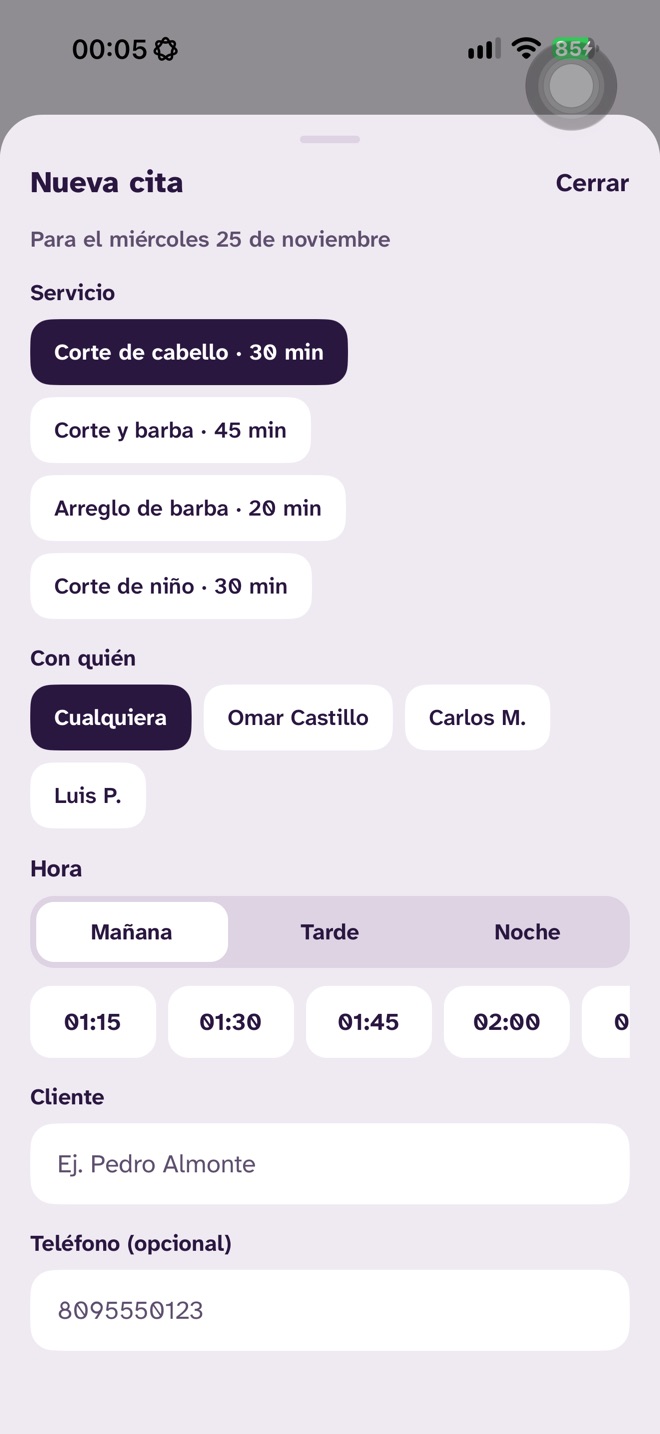 00:05
85
Nueva cita
Cerrar
Para el miércoles 25 de noviembre
Servicio
Corte de cabello · 30 min
Corte y barba · 45 min
Arreglo de barba · 20 min
Corte de niño · 30 min
Con quién
Cualquiera Omar Castillo Carlos M.
Luis P.
Hora
Mañana Tarde Noche
01:15 01:30 01:45 02:00 0
Cliente
Ej. Pedro Almonte
Teléfono (opcional)
8095550123